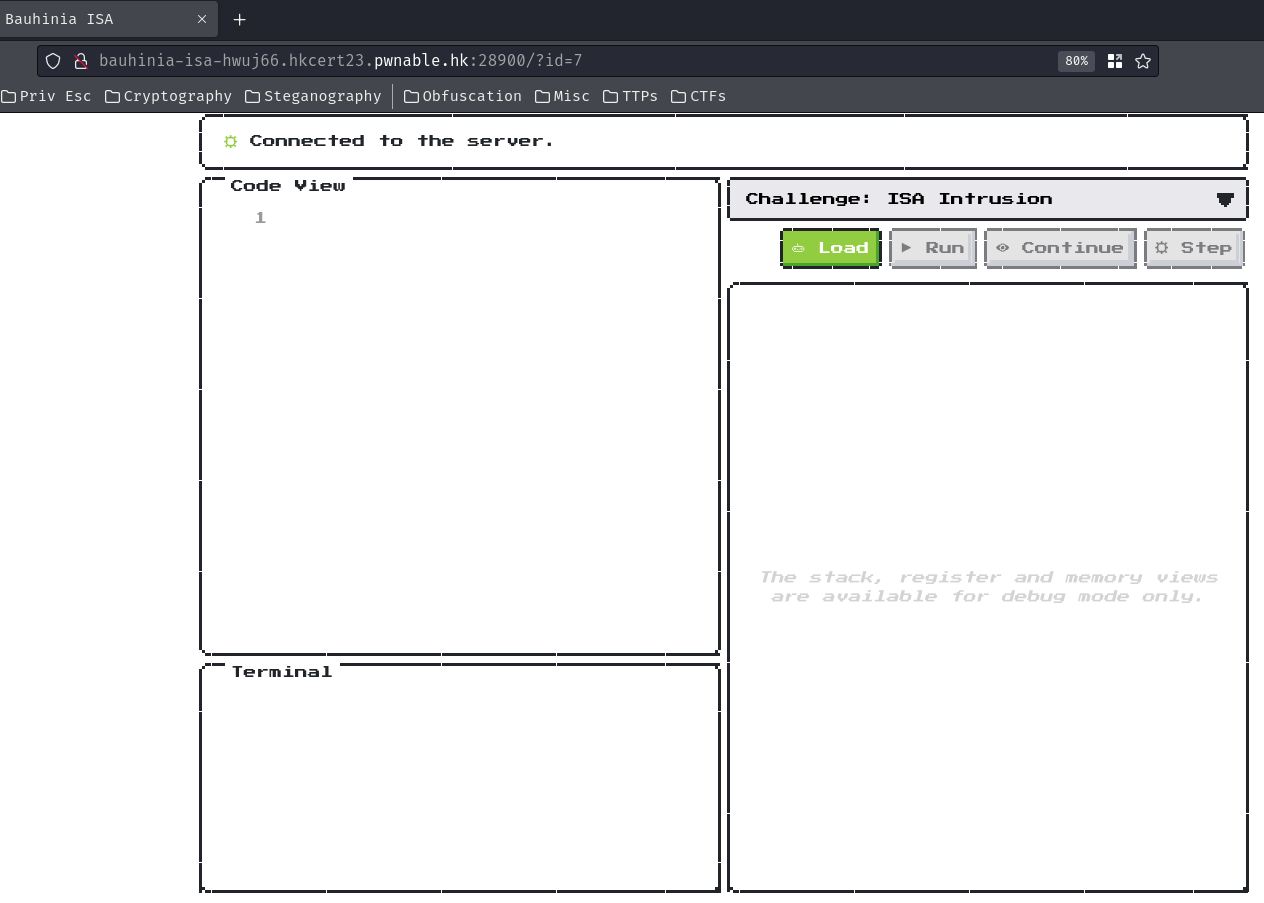 Bauhinia ISA
bauhinia-isa-hwuj66.hkcert23.pwnable.hk:28900/?id=7
80%
Priv Esc Cryptography Steganography Obfuscation Misc TTPs CTFs
Connected to the server.
Code View
1
Challenge: ISA Intrusion
Load Run Continue Step
The stack, register and memory views
are available for debug mode only.
Terminal